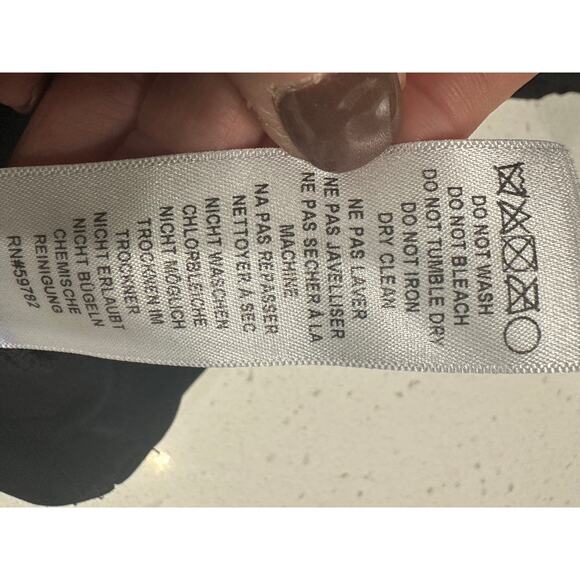 DO NOT WASH
DO NOT BLEACH
DO NOT TUMBLE DRY
DO NOT IRON
DRY CLEAN
NE PAS LAVER
NE PAS JAVELLISER
NE PAS SECHER À LA
MACHINE
NA PAS REPASSER
NETTOYER A SEC
NICHT WASCHEN
CHLORBLEICHE
NICHT MOGLICH
TROCKNEN IM
TROCKNER
NICHT ERLAUBT
NICHT BÜGELN
CHEMISCHE
REINIGUNG
RN#59782